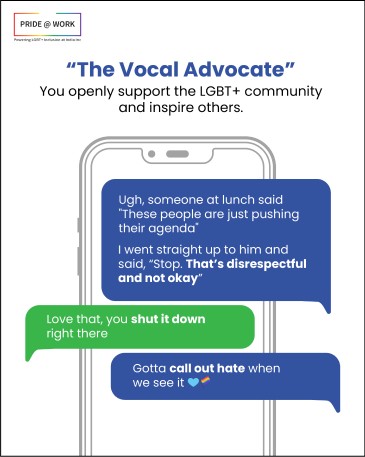 PRIDE @ WORK
Powering LGBT+ inclusion at
“The Vocal Advocate”
You openly support the LGBT+ community
and inspire others.
Ugh, someone at lunch said
"These people are just pushing
their agenda"
I went straight up to him and
said, “Stop. That’s disrespectful
and not okay”
Love that, you shut it down
right there
Gotta call out hate when
we see it 🩵🩹